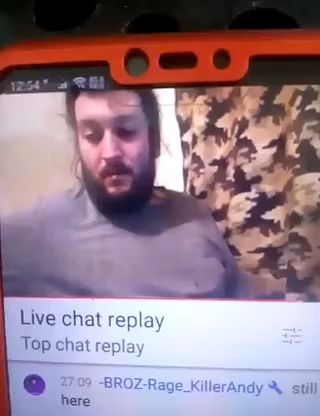 12:54
Live chat replay
Top chat replay
27:09 -BROZ-Rage_KillerAndy still
here